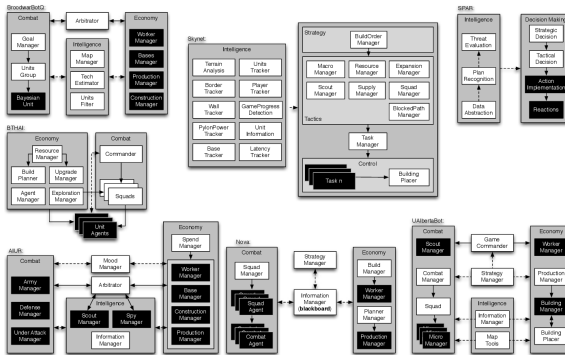 BroodwarBotQ:
Combat
Goal
Manager
Units
Group
Bayesian
Unit
Arbitrator
Intelligence
Map
Manager
Tech
Estimator
Units
Filter
Economy
Worker
Manager
Bases
Manager
Production
Manager
Construction
Manager
Skynet:
Intelligence
Terrain
Analysis
Units
Tracker
Border
Tracker
Player
Tracker
Wall
Tracker
GameProgress
Detection
PylonPower
Tracker
Unit
Information
Base
Tracker
Latency
Tracker
Strategy
BuildOrder
Manager
Macro
Manager
Resource
Manager
Expansion
Manager
Scout
Manager
Supply
Manager
Squad
Manager
BlockedPath
Manager
Tactics
Task
Manager
Control
Task n
Building
Placer
SPAR:
Intelligence
Threat
Evaluation
Plan
Recognition
Data
Abstraction
Decision Making
Strategic
Decision
Tactical
Decision
Action
Implementation
Reactions
BTHAI:
Economy
Resource
Manager
Build
Planner
Upgrade
Manager
Agent
Manager
Exploration
Manager
Combat
Commander
Squads
Unit
Agents
AIUR:
Combat
Army
Manager
Defense
Manager
Under Attack
Manager
Mood
Manager
Arbitrator
Intelligence
Scout
Manager
Spy
Manager
Information
Manager
Economy
Spend
Manager
Worker
Manager
Base
Manager
Construction
Manager
Production
Manager
Nova:
Combat
Squad
Manager
Squad
Agent
Combat
Agent
Strategy
Manager
Information
Manager
(blackboard)
Economy
Build
Manager
Worker
Manager
Planner
Manager
Production
Manager
UAlbertaBot:
Combat
Scout
Manager
Combat
Manager
Squad
Micro
Manager
Game
Commander
Strategy
Manager
Intelligence
Information
Manager
Map
Tools
Economy
Worker
Manager
Production
Manager
Building
Manager
Building
Placer